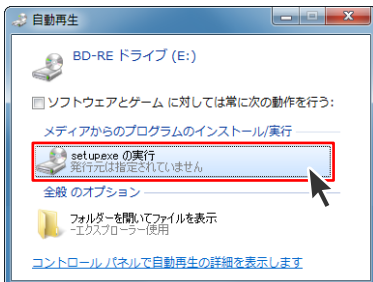 自動再生
BD-RE ドライブ (E:)
ソフトウェアとゲーム に対しては常に次の動作を行う:
メディアからのプログラムのインストール/実行
setup.exe の実行
発行元は指定されていません
全般 のオプション
フォルダーを開いてファイルを表示
-エクスプローラー使用
コントロール パネルで自動再生の詳細を表示します